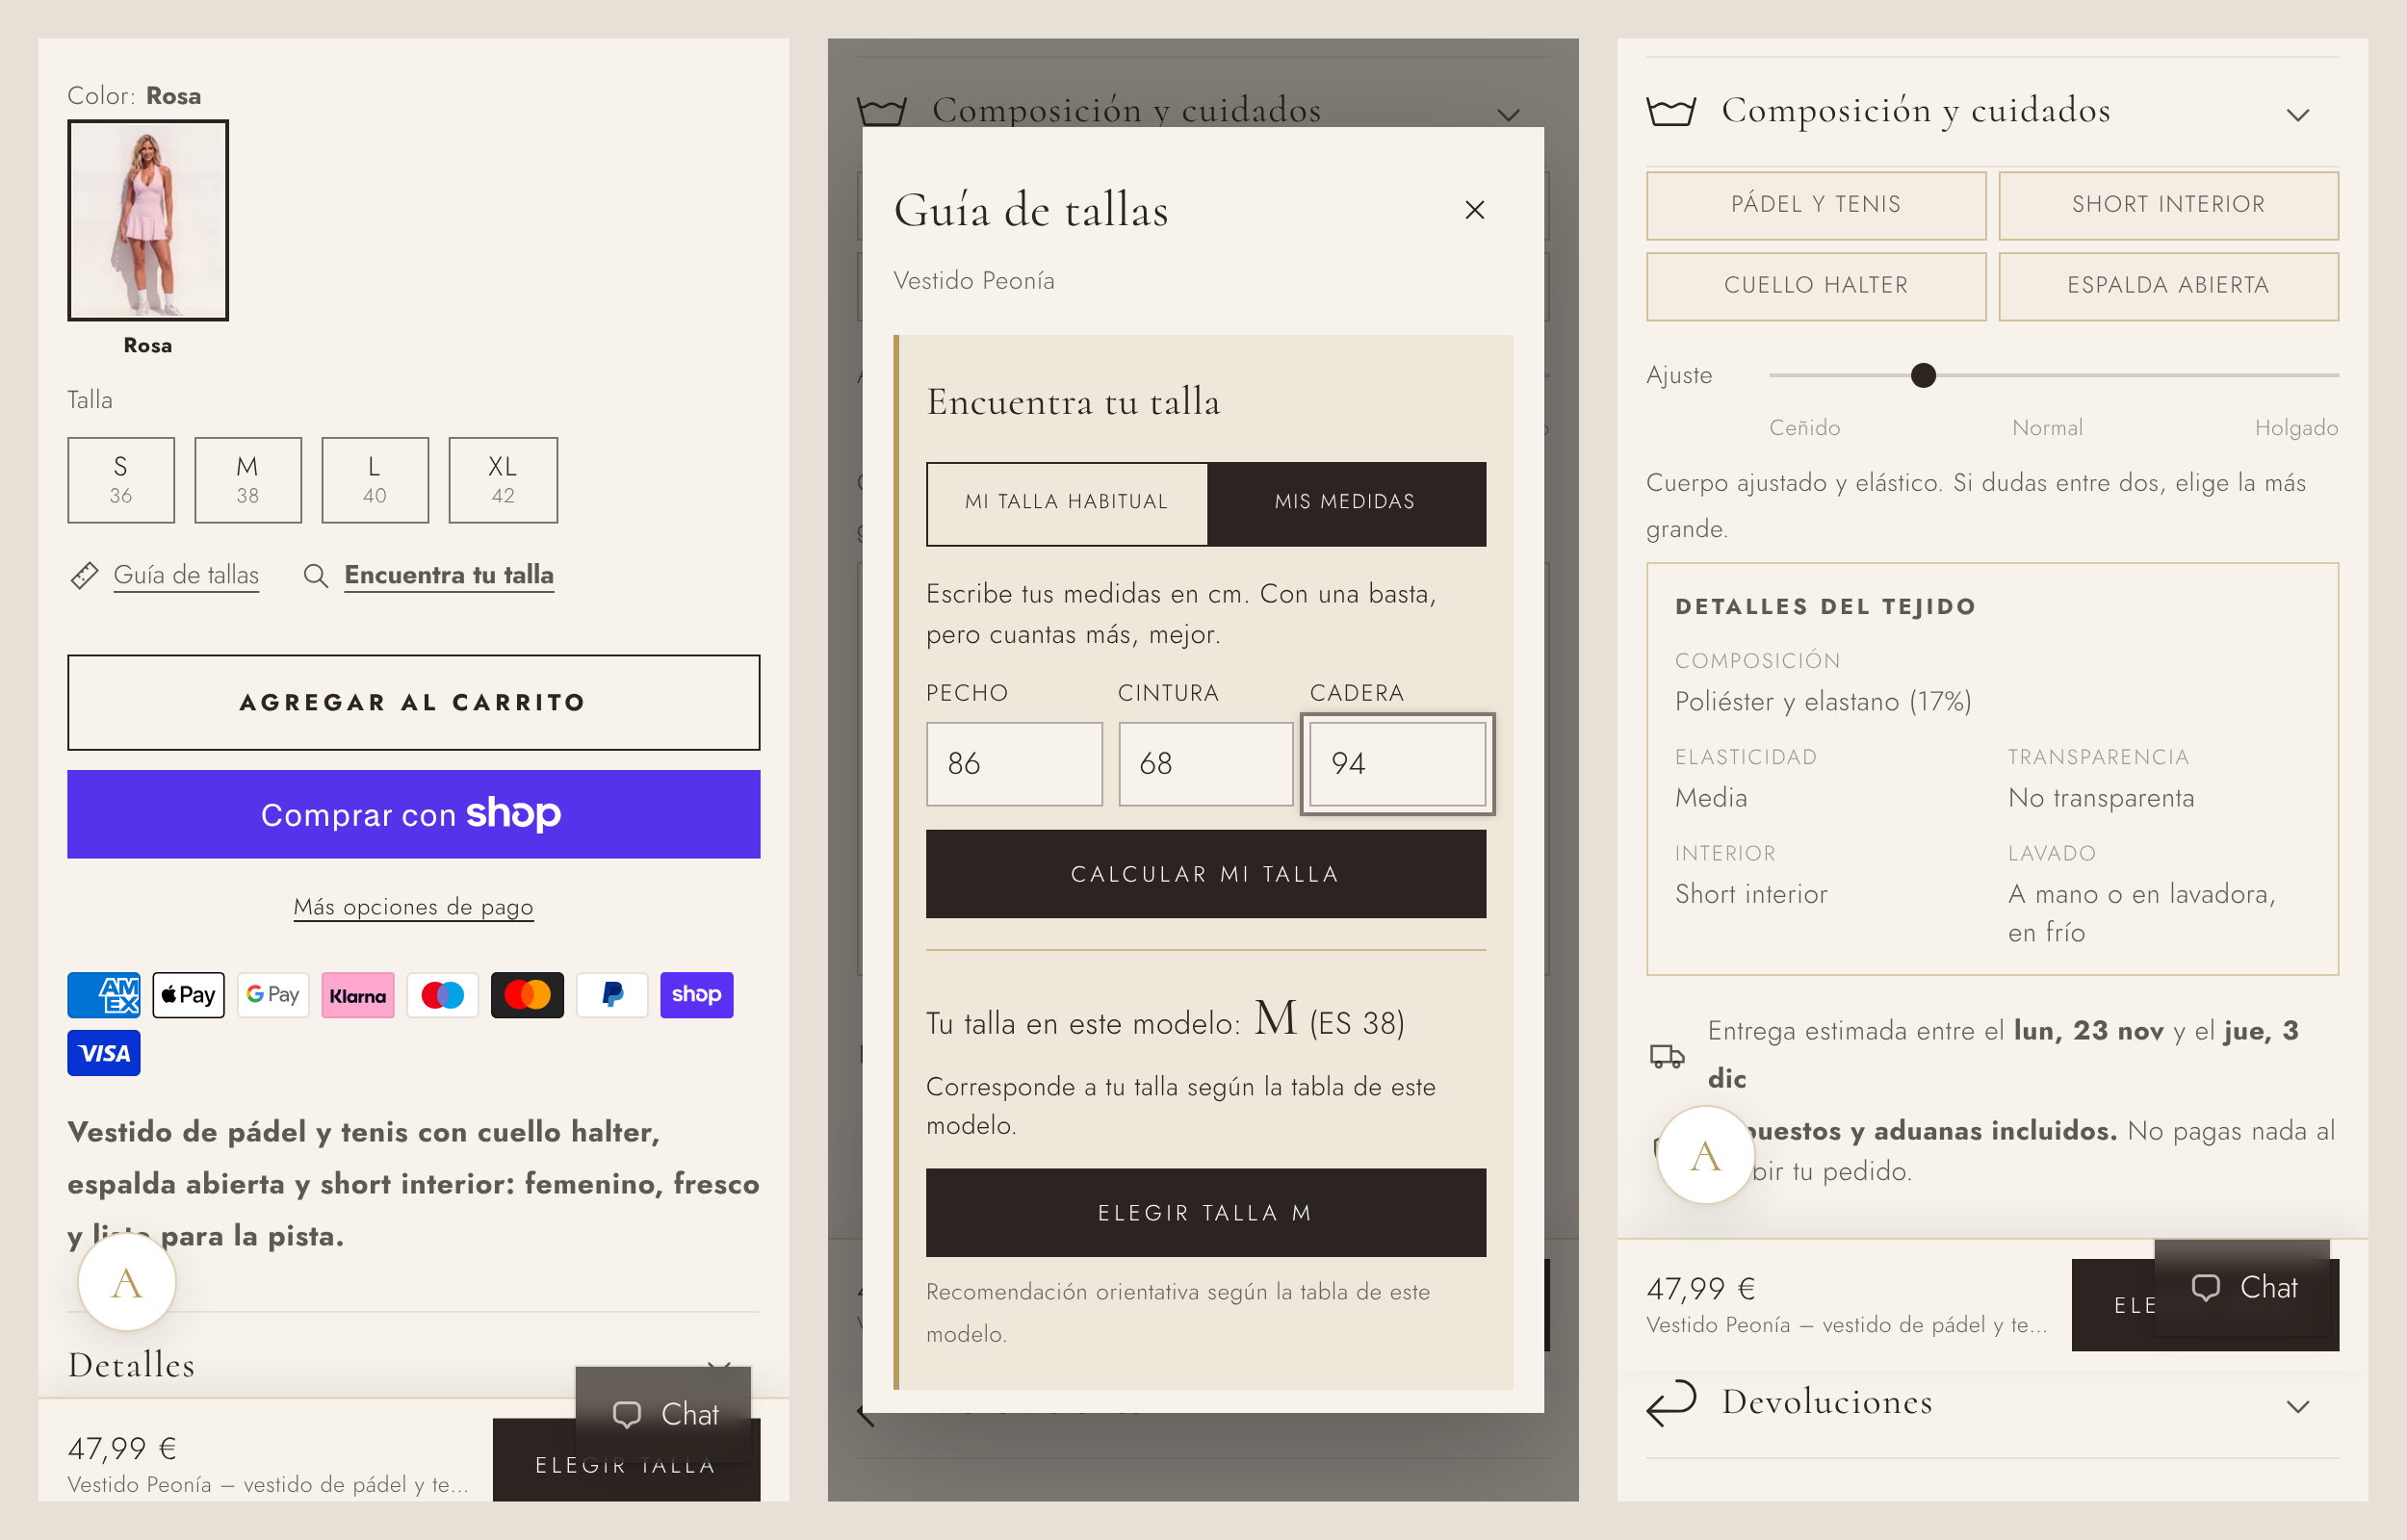 Color: Rosa
Rosa
Talla
S
36
M
38
L
40
XL
42
Guía de tallas
Encuentra tu talla
AGREGAR AL CARRITO
Comprar con shop
Más opciones de pago
AMEX
Pay
G Pay
Klarna
shop
VISA
Vestido de pádel y tenis con cuello halter,
espalda abierta y short interior: femenino, fresco
y lista para la pista.
A
Detalles
Chat
47,99 €
Vestido Peonía – vestido de pádel y te...
ELEGIR TALLA
Composición y cuidados
Guía de tallas
Vestido Peonía
Encuentra tu talla
MI TALLA HABITUAL
MIS MEDIDAS
Escribe tus medidas en cm. Con una basta,
pero cuantas más, mejor.
PECHO
CINTURA
CADERA
86
68
94
CALCULAR MI TALLA
Tu talla en este modelo: M (ES 38)
Corresponde a tu talla según la tabla de este
modelo.
ELEGIR TALLA M
Recomendación orientativa según la tabla de este
modelo.
Composición y cuidados
PÁDEL Y TENIS
SHORT INTERIOR
CUELLO HALTER
ESPALDA ABIERTA
Ajuste
Ceñido
Normal
Holgado
Cuerpo ajustado y elástico. Si dudas entre dos, elige la más
grande.
DETALLES DEL TEJIDO
COMPOSICIÓN
Poliéster y elastano (17%)
ELASTICIDAD
TRANSPARENCIA
Media
No transparenta
INTERIOR
LAVADO
Short interior
A mano o en lavadora,
en frío
Entrega estimada entre el lun, 23 nov y el jue, 3
dic
puestos y aduanas incluidos. No pagas nada al
bir tu pedido.
A
47,99 €
Vestido Peonía – vestido de pádel y te...
ELE
Chat
Devoluciones